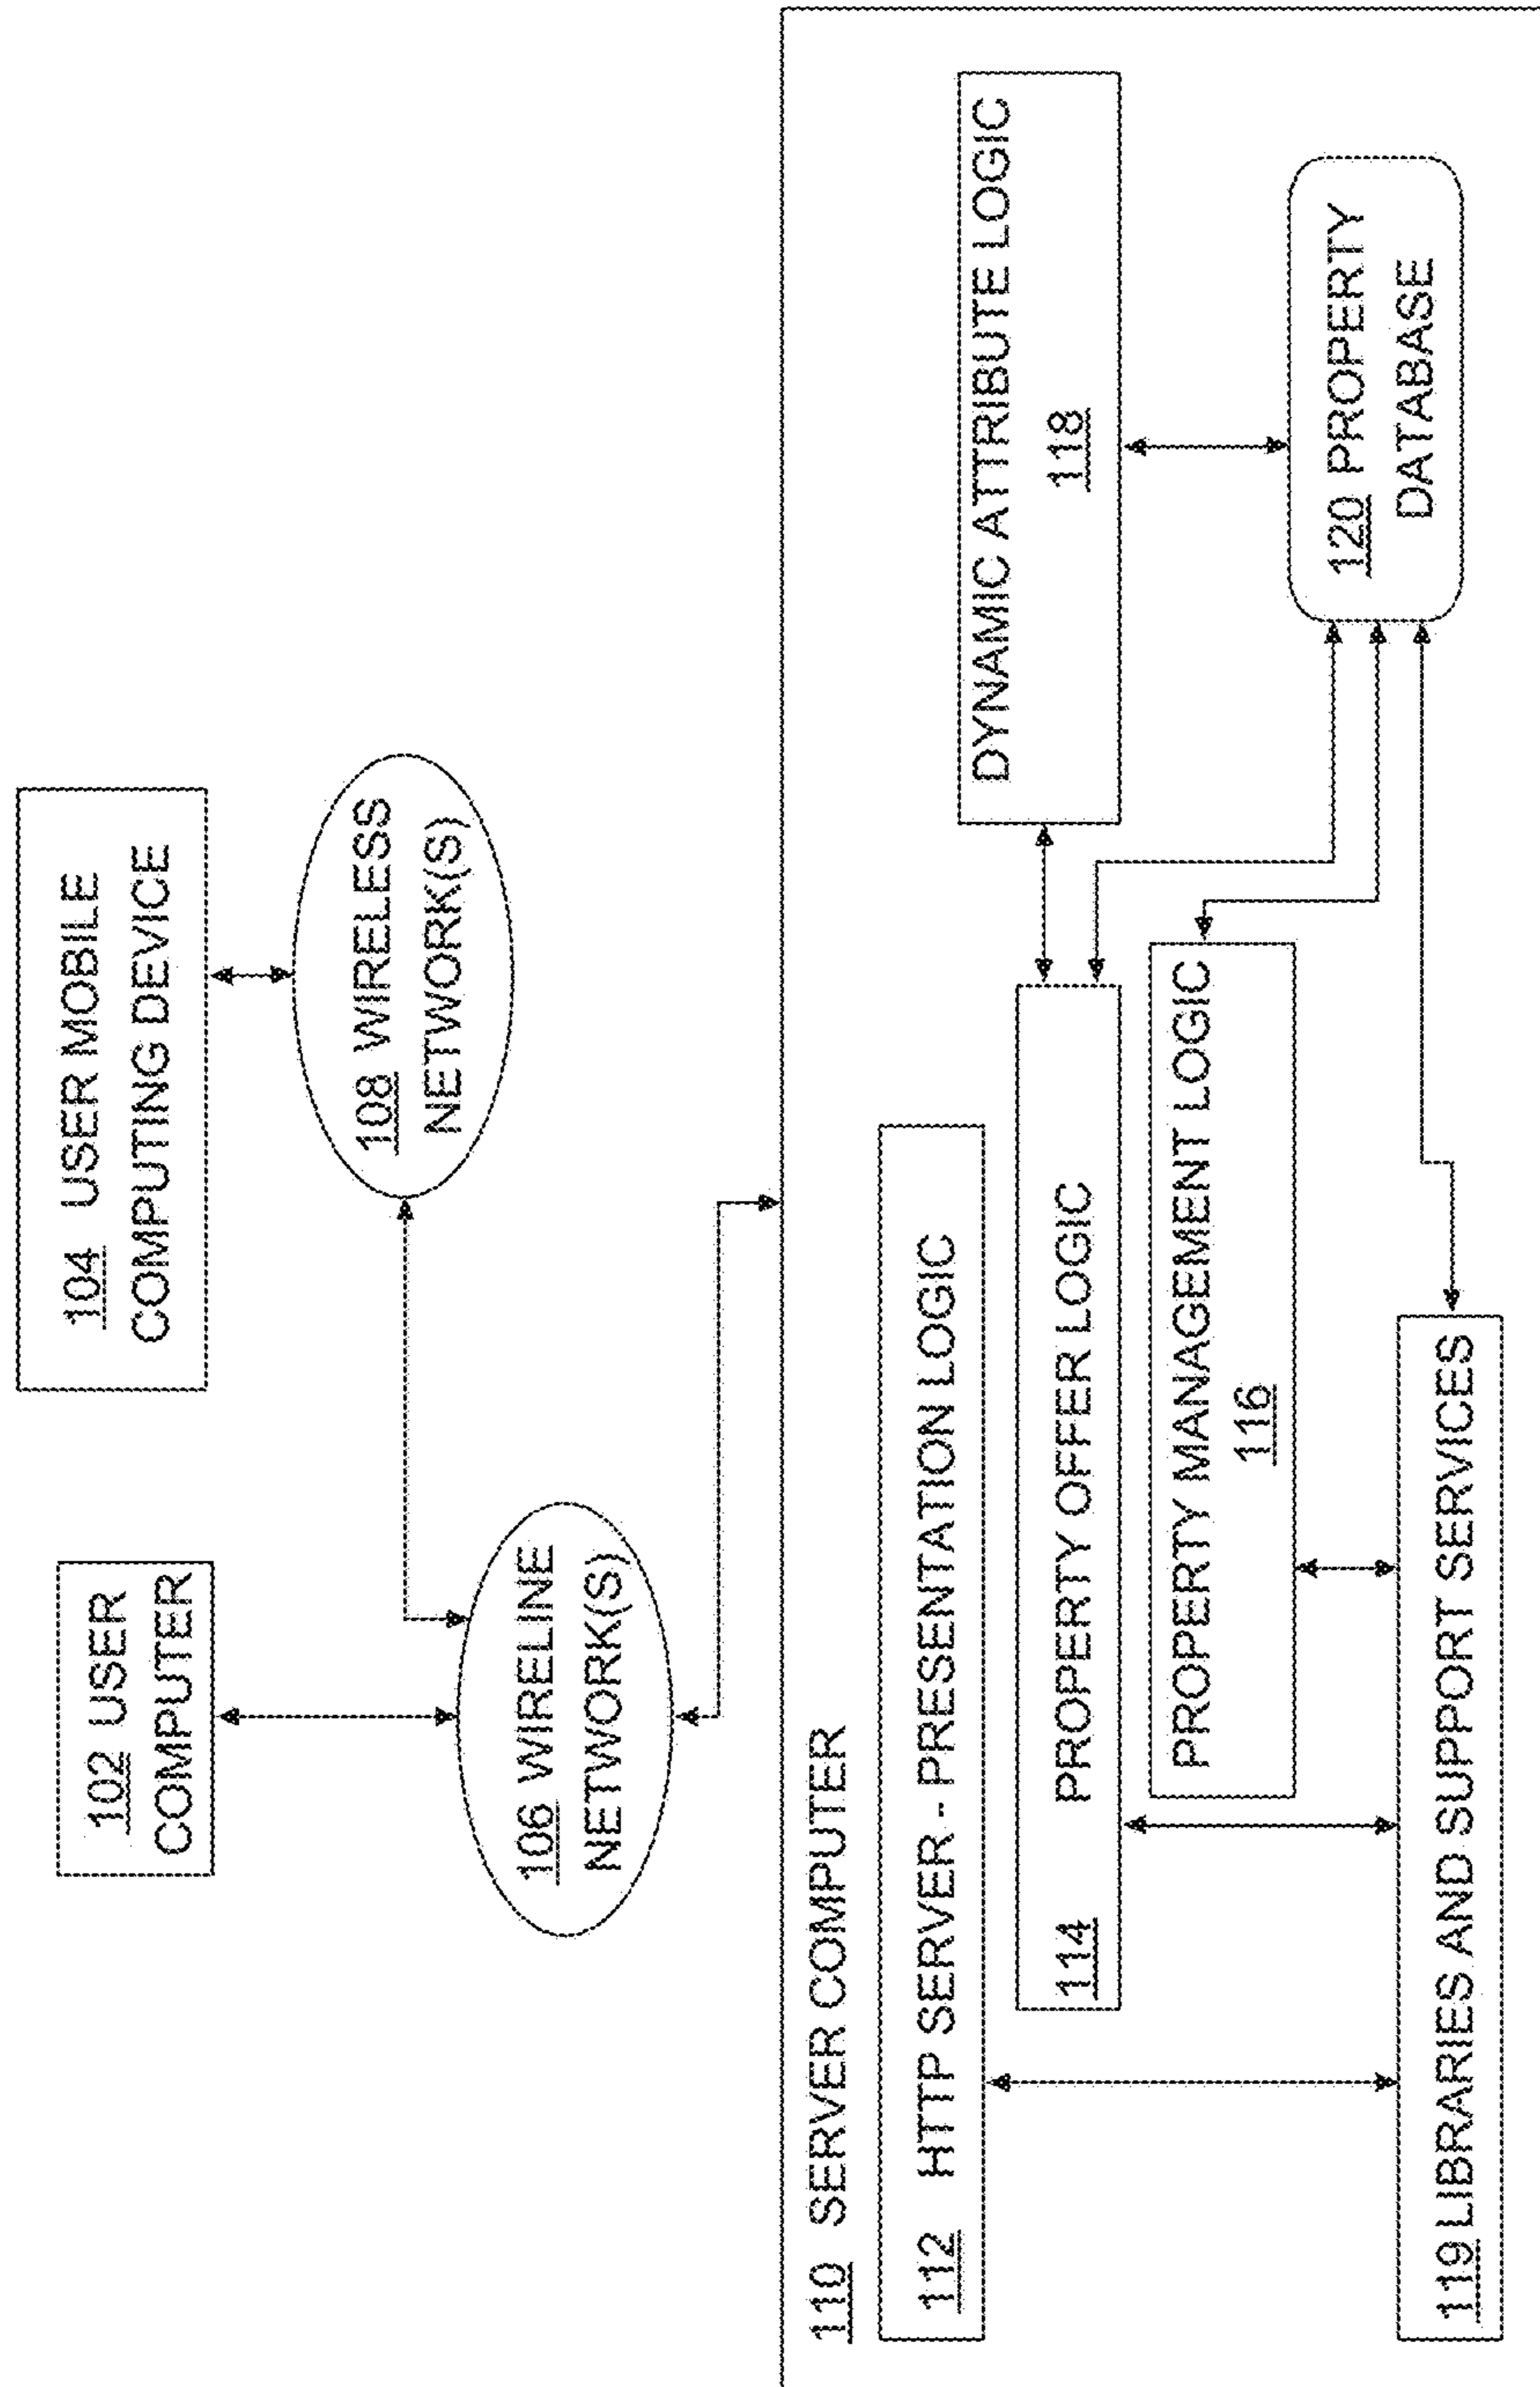 102 USER
COMPUTER
104 USER MOBILE
COMPUTING DEVICE
106 WIRELINE
NETWORK(S)
108 WIRELESS
NETWORK(S)
110 SERVER COMPUTER
112 HTTP SERVER - PRESENTATION LOGIC
114 PROPERTY OFFER LOGIC
PROPERTY MANAGEMENT LOGIC
116
DYNAMIC ATTRIBUTE LOGIC
118
119 LIBRARIES AND SUPPORT SERVICES
120 PROPERTY
DATABASE